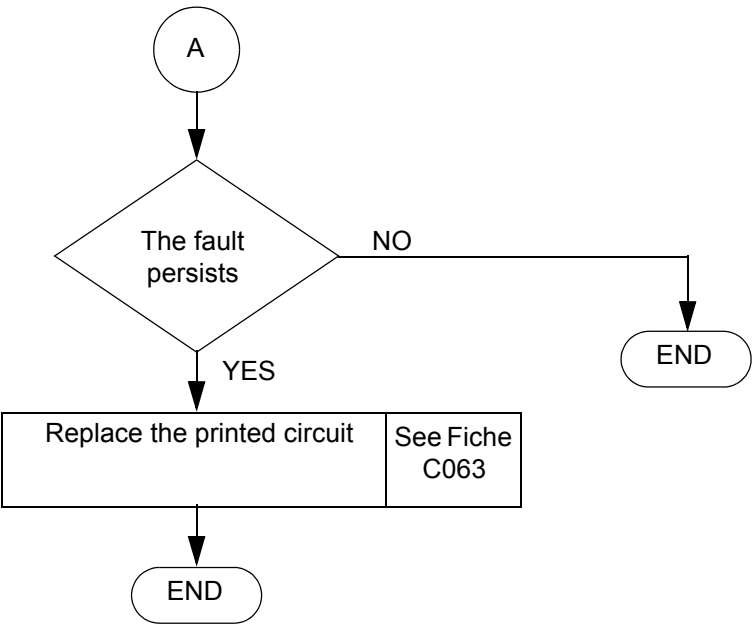 A
The fault
persists
NO
END
YES
Replace the printed circuit
See Fiche
C063
END